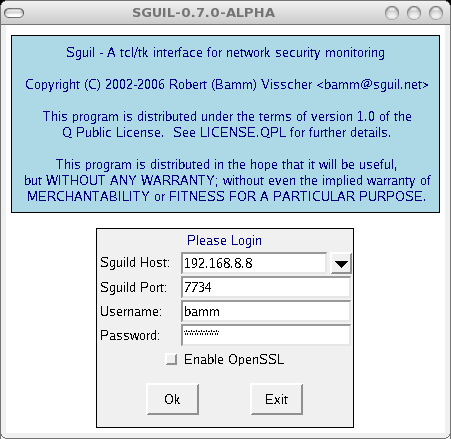 SGUIL-0.7.0-ALPHA
Sguil - A tcl/tk interface for network security monitoring
Copyright (C) 2002-2006 Robert (Bamm) Visscher <bamm@sguil.net>
This program is distributed under the terms of version 1.0 of the
Q Public License. See LICENSE.QPL for further details.
This program is distributed in the hope that it will be useful,
but WITHOUT ANY WARRANTY; without even the implied warranty of
MERCHANTABILITY or FITNESS FOR A PARTICULAR PURPOSE.
Please Login
Sguild Host: 192.168.8.8
Sguild Port: 7734
Username: bamm
Password: *******
Enable OpenSSL
Ok Exit